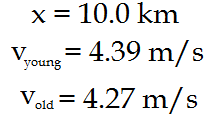 x = 10.0 km
v_young = 4.39 m/s
v_old = 4.27 m/s